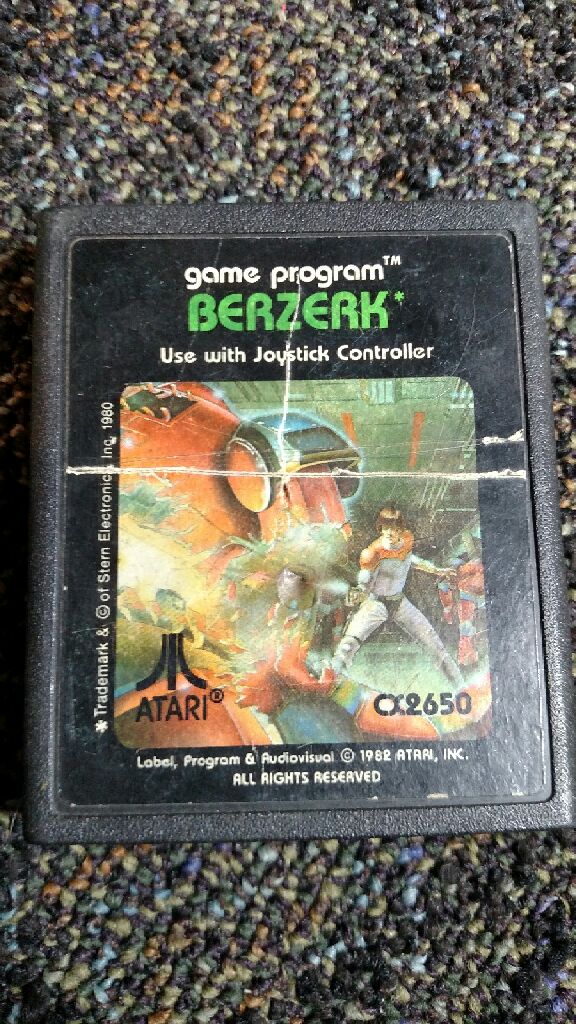 game program™
BERZERK*
Use with Joystick Controller
*Trademark & © of Stern Electronics, Inc. 1980
ATARI®
CX2650
Label, Program & Audiovisual © 1982 ATARI, INC.
ALL RIGHTS RESERVED